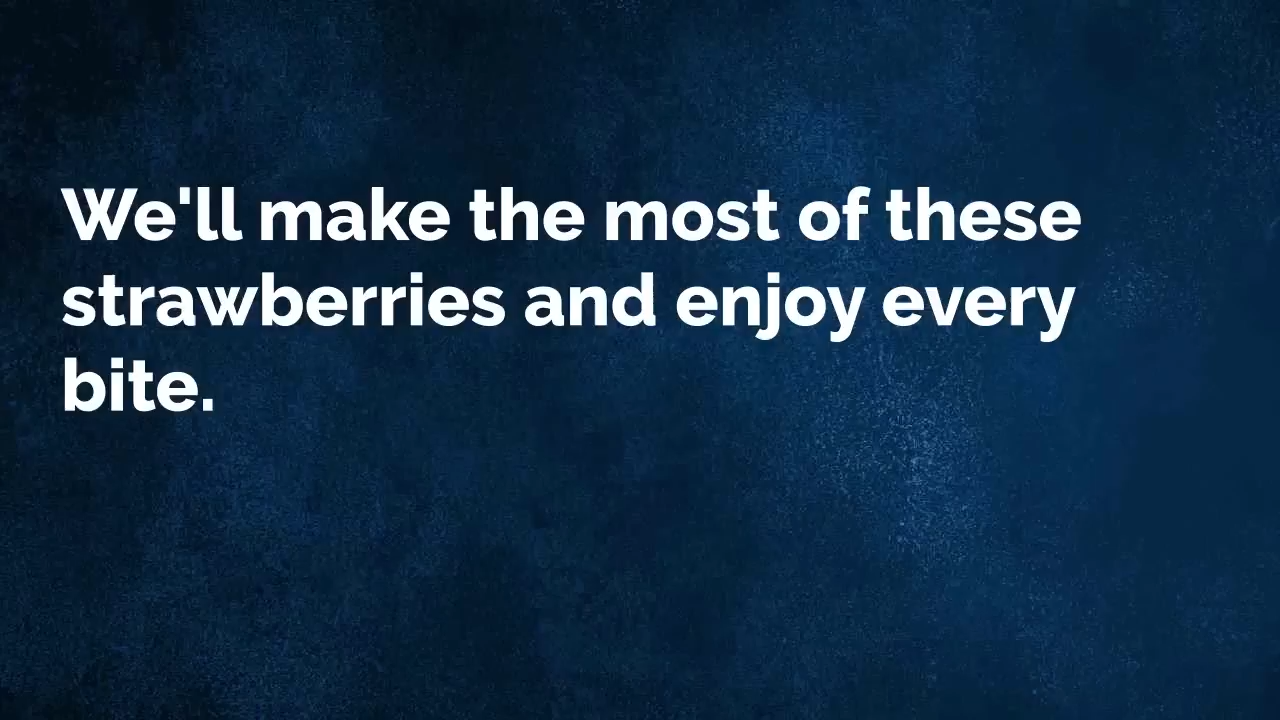 We'll make the most of these
strawberries and enjoy every
bite.